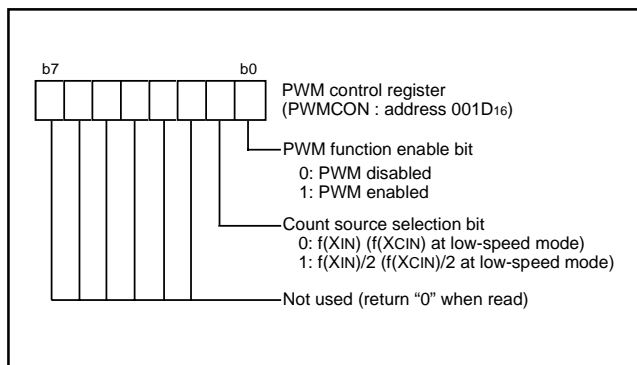 b7 b0
PWM control register
(PWMCON : address 001D16)
PWM function enable bit
0: PWM disabled
1: PWM enabled
Count source selection bit
0: f(XIN) (f(XCIN) at low-speed mode)
1: f(XIN)/2 (f(XCIN)/2 at low-speed mode)
Not used (return “0” when read)